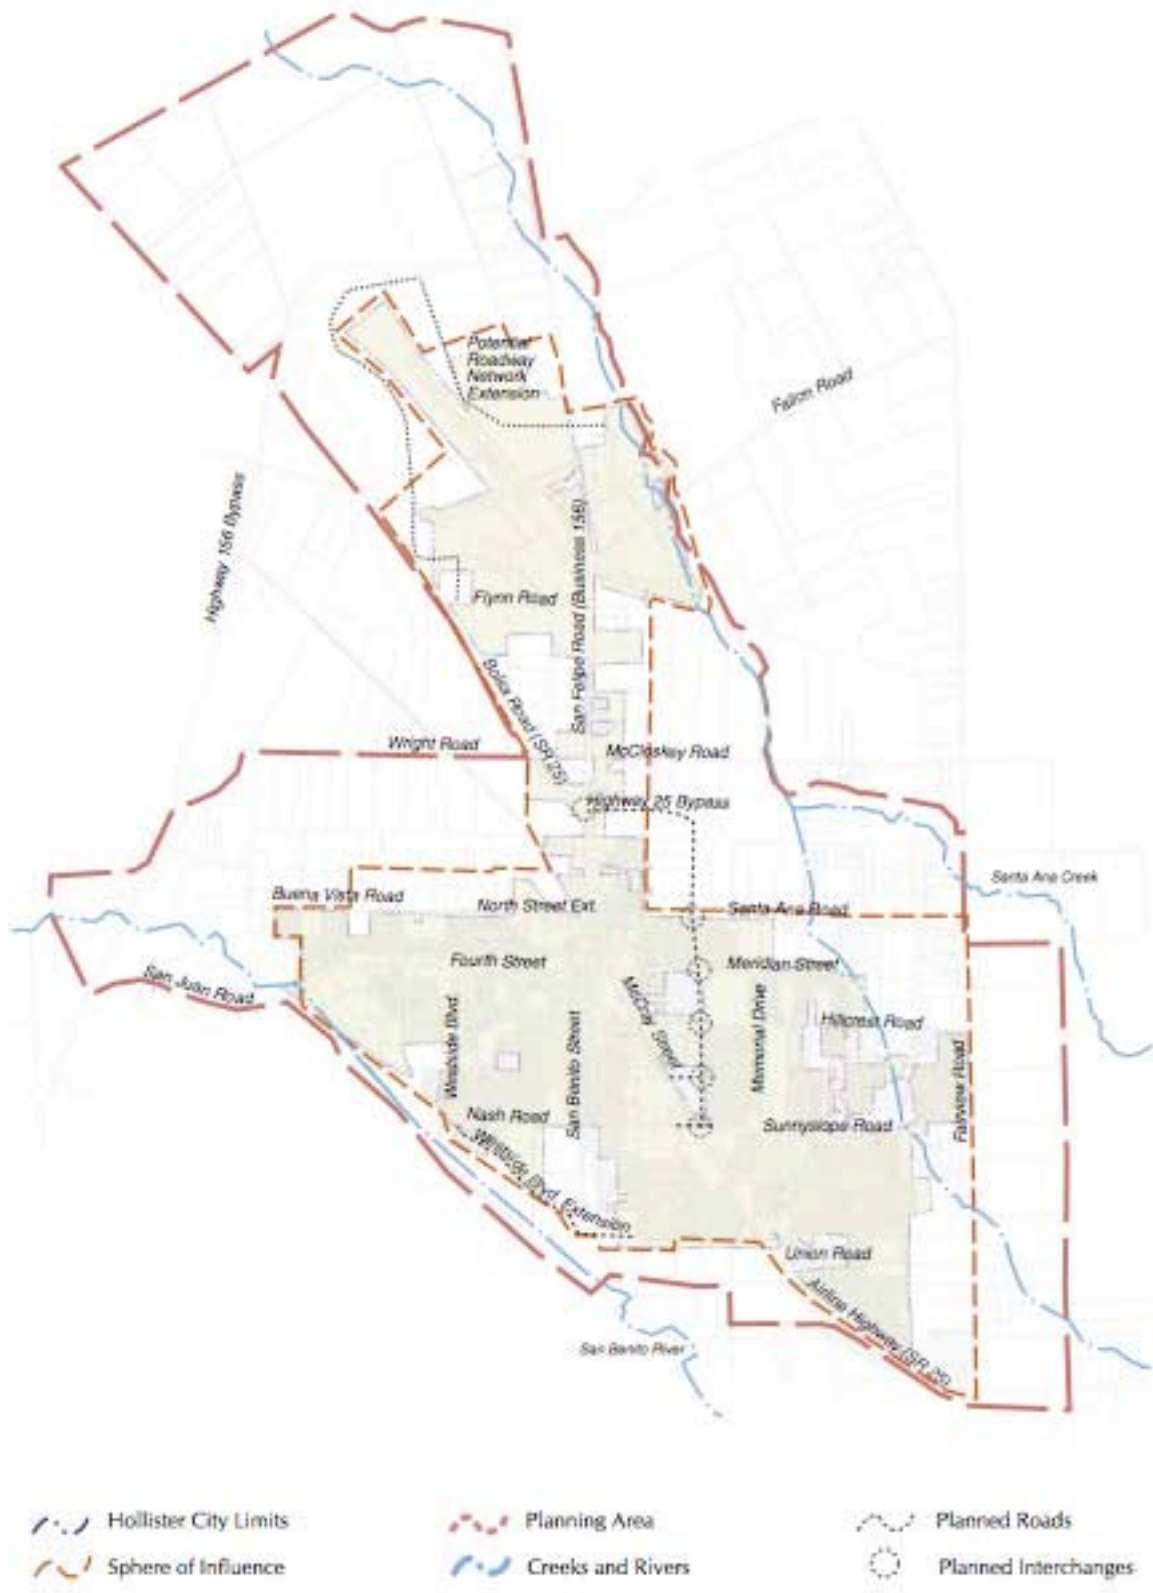 Potential
Roadway
Network
Extension
Fallon Road
Highway 156 Bypass
San Felipe Road (Business 156)
Flynn Road
Bolsa Road (SR 25)
Wright Road
McCloskey Road
Highway 25 Bypass
Santa Ana Creek
Buena Vista Road
North Street Ext.
Santa Ana Road
Fourth Street
Meridian Street
San Juan Road
McCray Street
Memorial Drive
Hillcrest Road
Westside Blvd
San Benito Street
Fairview Road
Nash Road
Sunnyslope Road
Westside Blvd. Extension
Union Road
Airline Highway (SR 25)
San Benito River
Hollister City Limits
Planning Area
Planned Roads
Sphere of Influence
Creeks and Rivers
Planned Interchanges